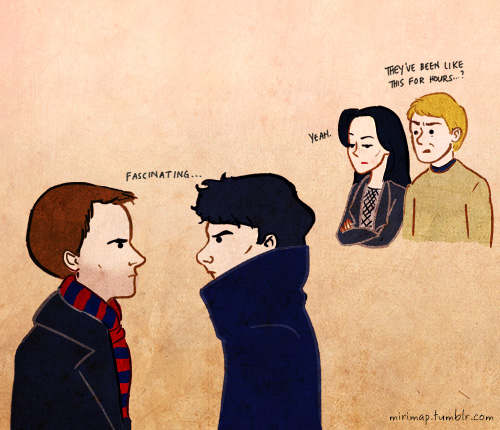 THEY'VE BEEN LIKE
THIS FOR HOURS...?
YEAH.
FASCINATING...
mirimap.tumblr.com